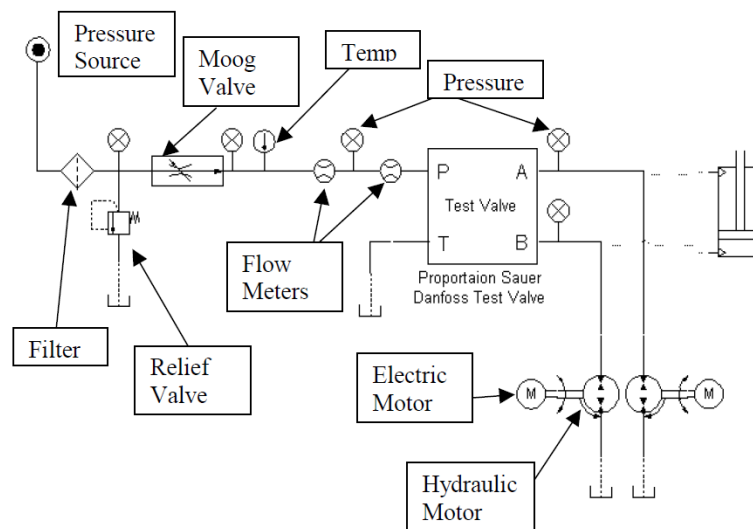 Pressure
Source
Moog
Valve
Temp
Pressure
P
A
Test Valve
T
B
Proportaion Sauer
Danfoss Test Valve
Flow
Meters
Filter
Relief
Valve
Electric
Motor
M
M
Hydraulic
Motor